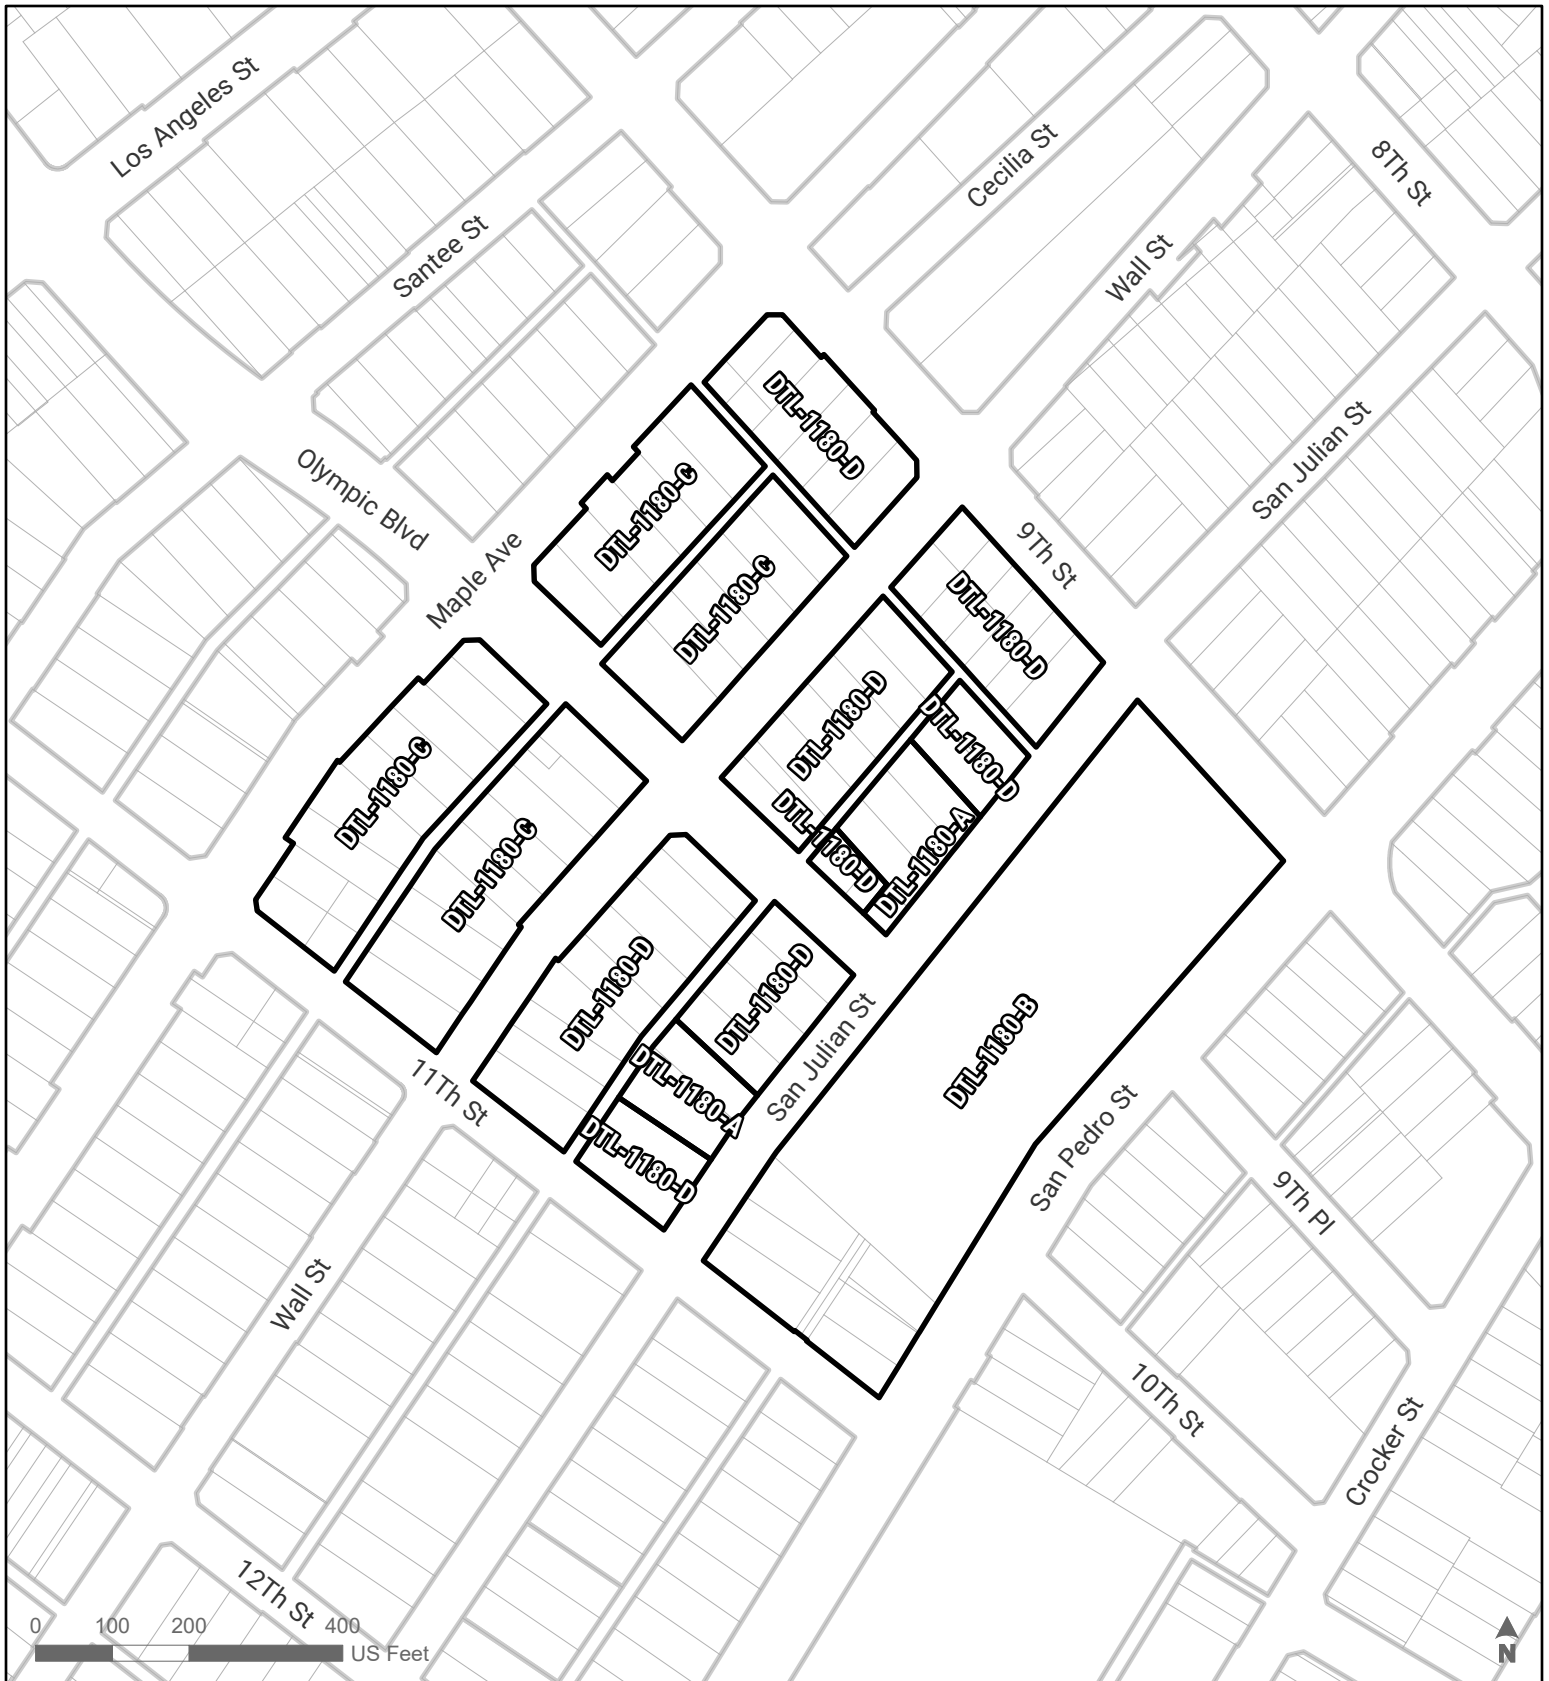 Los Angeles St
8Th St
Cecilia St
Santee St
Wall St
DTL-1180-D
San Julian St
Olympic Blvd
DTL-1180-C
9Th St
Maple Ave
DTL-1180-C
DTL-1180-D
DTL-1180-D
DTL-1180-D
DTL-1180-C
DTL-1180-D
DTL-1180-A
DTL-1180-C
DTL-1180-D
DTL-1180-D
San Julian St
DTL-1180-B
11Th St
DTL-1180-A
San Pedro St
DTL-1180-D
9Th Pl
Wall St
10Th St
Crocker St
12Th St
0 100 200 400
US Feet
N